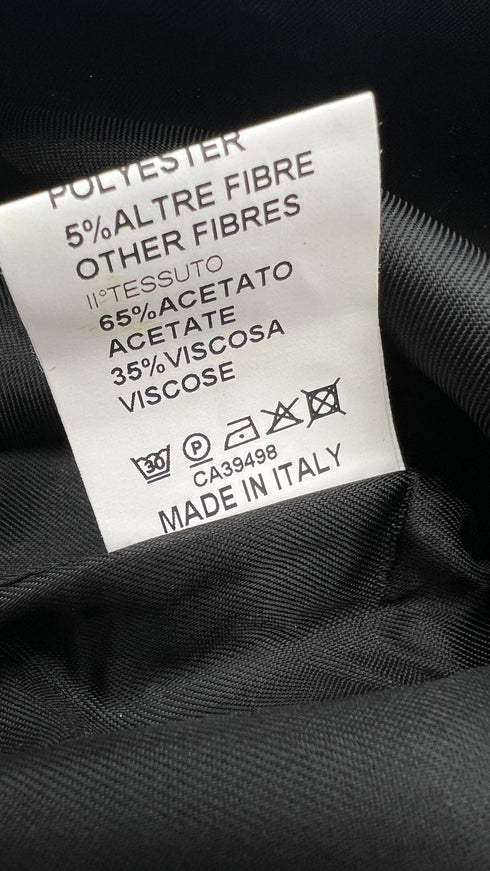 POLYESTER
5%ALTRE FIBRE
OTHER FIBRES
II°TESSUTO
65%ACETATO
ACETATE
35%VISCOSA
VISCOSE
30 P
CA39498
MADE IN ITALY